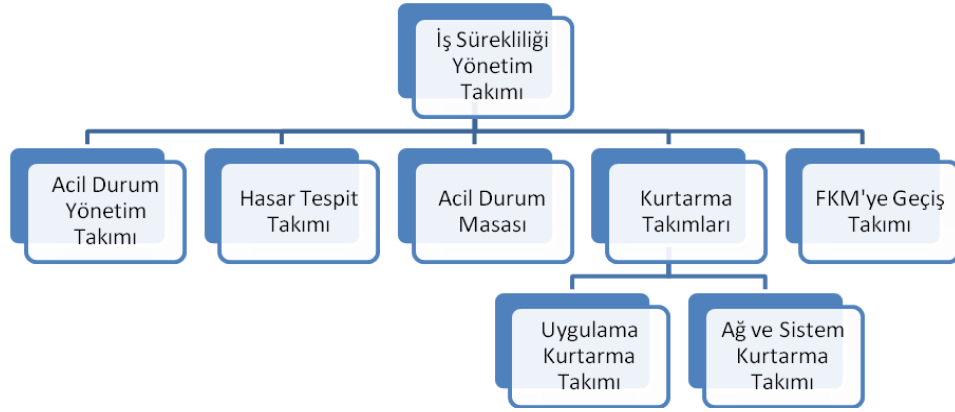 İş Sürekliliği
Yönetim
Takımı
Acil Durum
Yönetim
Takımı
Hasar Tespit
Takımı
Acil Durum
Masası
Kurtarma
Takımları
FKM'ye Geçiş
Takımı
Uygulama
Kurtarma
Takımı
Ağ ve Sistem
Kurtarma
Takımı